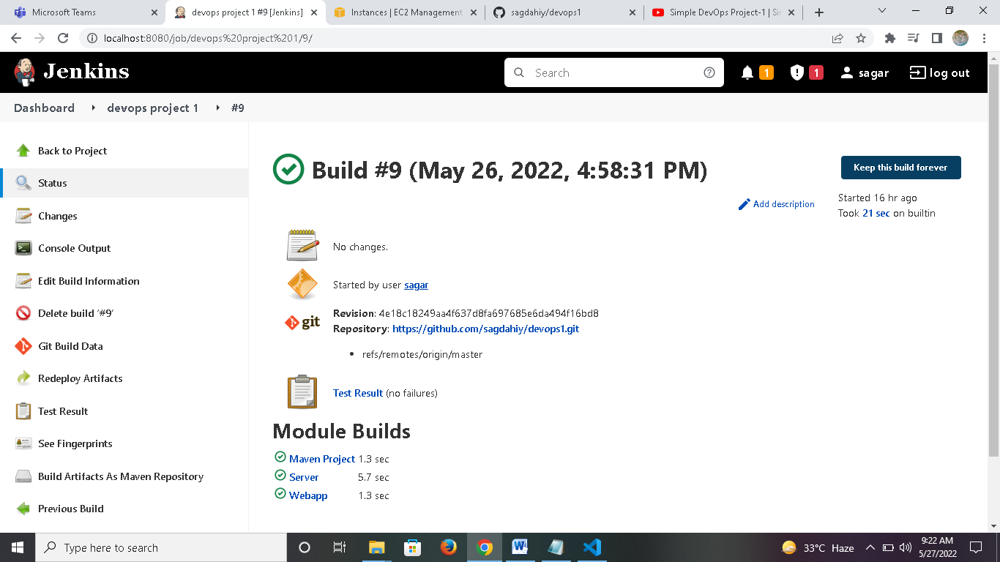 Microsoft Teams
devops project 1 #9 [Jenkins]
Instances | EC2 Management
sagdahiy/devops1
Simple DevOps Project-1 | Sir
localhost:8080/job/devops%20project%201/9/
Jenkins
Search
1
1
sagar
log out
Dashboard
devops project 1
#9
Back to Project
Status
Changes
Console Output
Edit Build Information
Delete build ‘#9’
Git Build Data
Redeploy Artifacts
Test Result
See Fingerprints
Build Artifacts As Maven Repository
Previous Build
Build #9 (May 26, 2022, 4:58:31 PM)
Keep this build forever
Add description
Started 16 hr ago
Took 21 sec on builtin
No changes.
Started by user sagar
git
Revision: 4e18c18249aa4f637d8fa697685e6da494f16bd8
Repository: https://github.com/sagdahiy/devops1.git
refs/remotes/origin/master
Test Result (no failures)
Module Builds
Maven Project 1.3 sec
Server 5.7 sec
Webapp 1.3 sec
Type here to search
33°C Haze
9:22 AM
5/27/2022